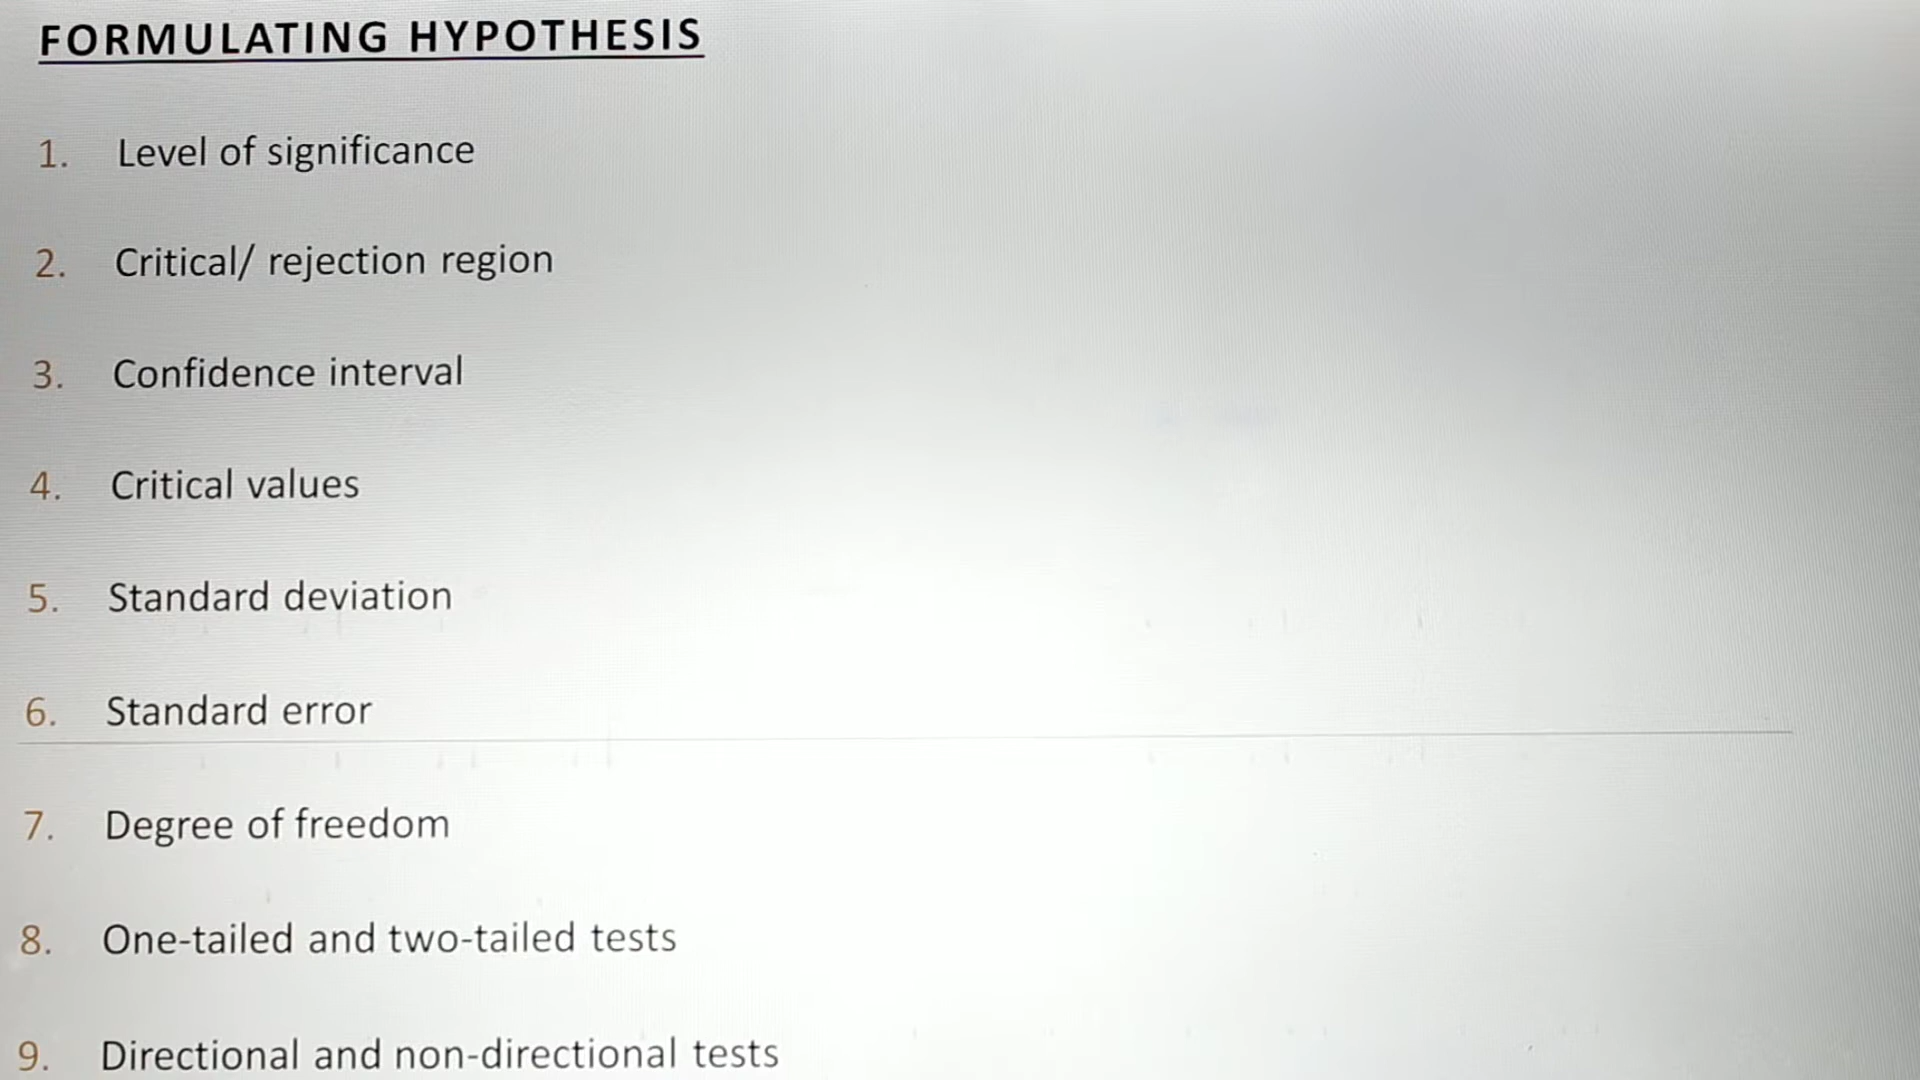 FORMULATING HYPOTHESIS
1. Level of significance
2. Critical/ rejection region
3. Confidence interval
4. Critical values
5. Standard deviation
6. Standard error
7. Degree of freedom
8. One-tailed and two-tailed tests
9. Directional and non-directional tests